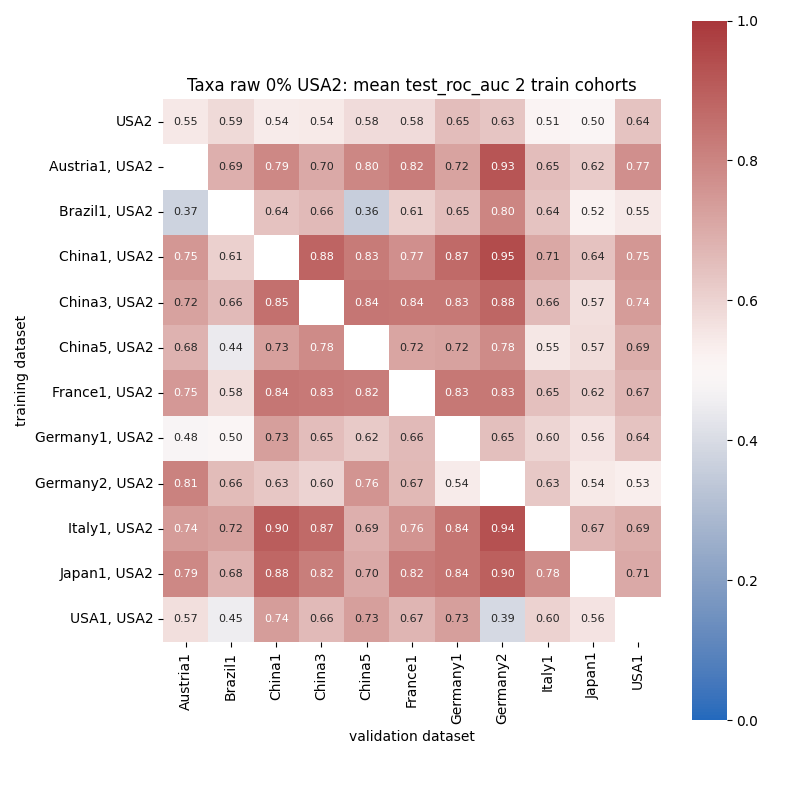 Taxa raw 0% USA2: mean test_roc_auc 2 train cohorts
training dataset
USA2 0.55 0.59 0.54 0.54 0.58 0.58 0.65 0.63 0.51 0.50 0.64
Austria1, USA2 0.69 0.79 0.70 0.80 0.82 0.72 0.93 0.65 0.62 0.77
Brazil1, USA2 0.37 0.64 0.66 0.36 0.61 0.65 0.80 0.64 0.52 0.55
China1, USA2 0.75 0.61 0.88 0.83 0.77 0.87 0.95 0.71 0.64 0.75
China3, USA2 0.72 0.66 0.85 0.84 0.84 0.83 0.88 0.66 0.57 0.74
China5, USA2 0.68 0.44 0.73 0.78 0.72 0.72 0.78 0.55 0.57 0.69
France1, USA2 0.75 0.58 0.84 0.83 0.82 0.83 0.83 0.65 0.62 0.67
Germany1, USA2 0.48 0.50 0.73 0.65 0.62 0.66 0.65 0.60 0.56 0.64
Germany2, USA2 0.81 0.66 0.63 0.60 0.76 0.67 0.54 0.63 0.54 0.53
Italy1, USA2 0.74 0.72 0.90 0.87 0.69 0.76 0.84 0.94 0.67 0.69
Japan1, USA2 0.79 0.68 0.88 0.82 0.70 0.82 0.84 0.90 0.78 0.71
USA1, USA2 0.57 0.45 0.74 0.66 0.73 0.67 0.73 0.39 0.60 0.56
Austria1 Brazil1 China1 China3 China5 France1 Germany1 Germany2 Italy1 Japan1 USA1
validation dataset
1.0
0.8
0.6
0.4
0.2
0.0